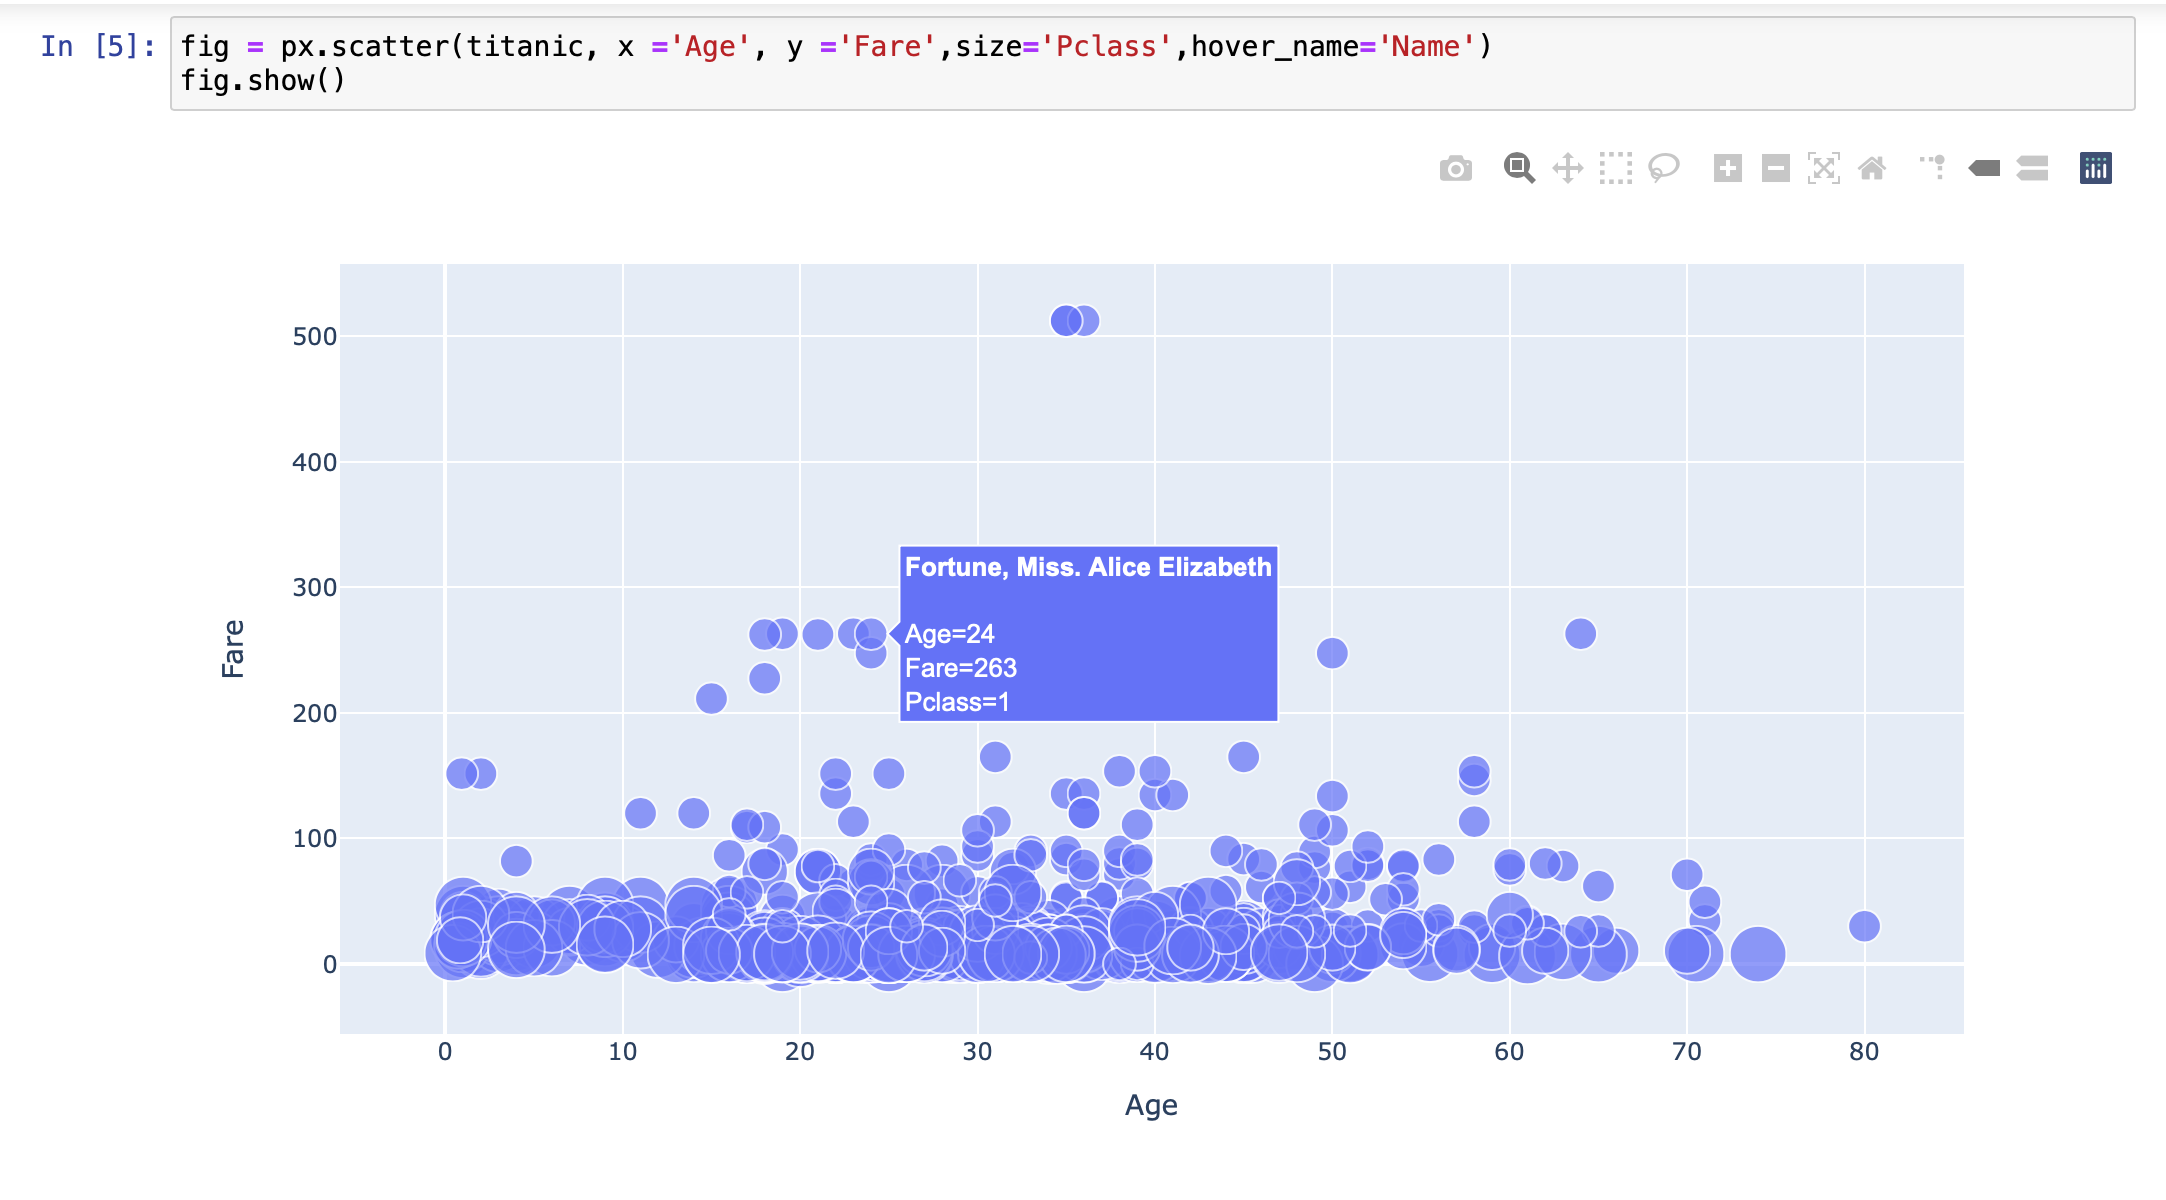 In [5]: fig = px.scatter(titanic, x ='Age', y ='Fare',size='Pclass',hover_name='Name')
fig.show()
500
400
300
200
100
0
Fare
Fortune, Miss. Alice Elizabeth
Age=24
Fare=263
Pclass=1
0 10 20 30 40 50 60 70 80
Age